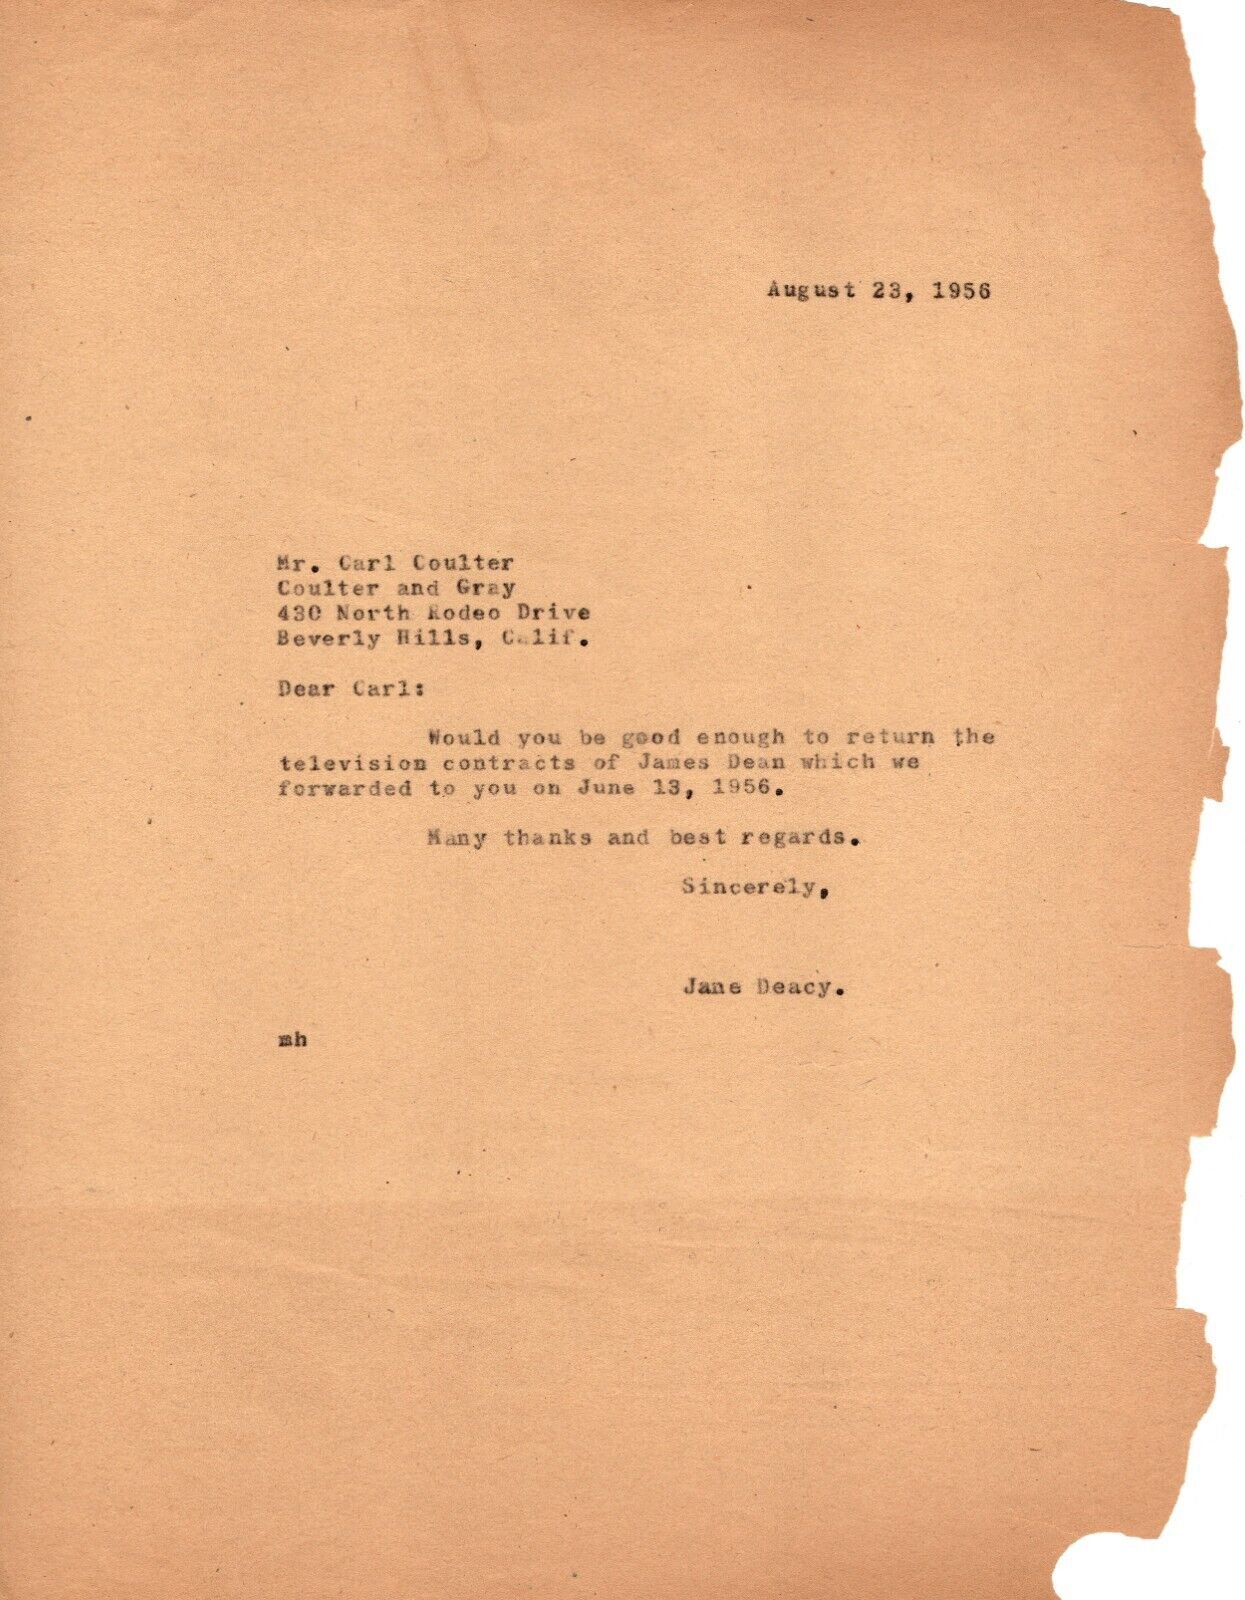 August 23, 1956
Mr. Carl Coulter
Coulter and Gray
430 North Rodeo Drive
Beverly Hills, Calif.
Dear Carl:
Would you be good enough to return the
television contracts of James Dean which we
forwarded to you on June 13, 1956.
Many thanks and best regards.
Sincerely,
Jane Deacy.
mh